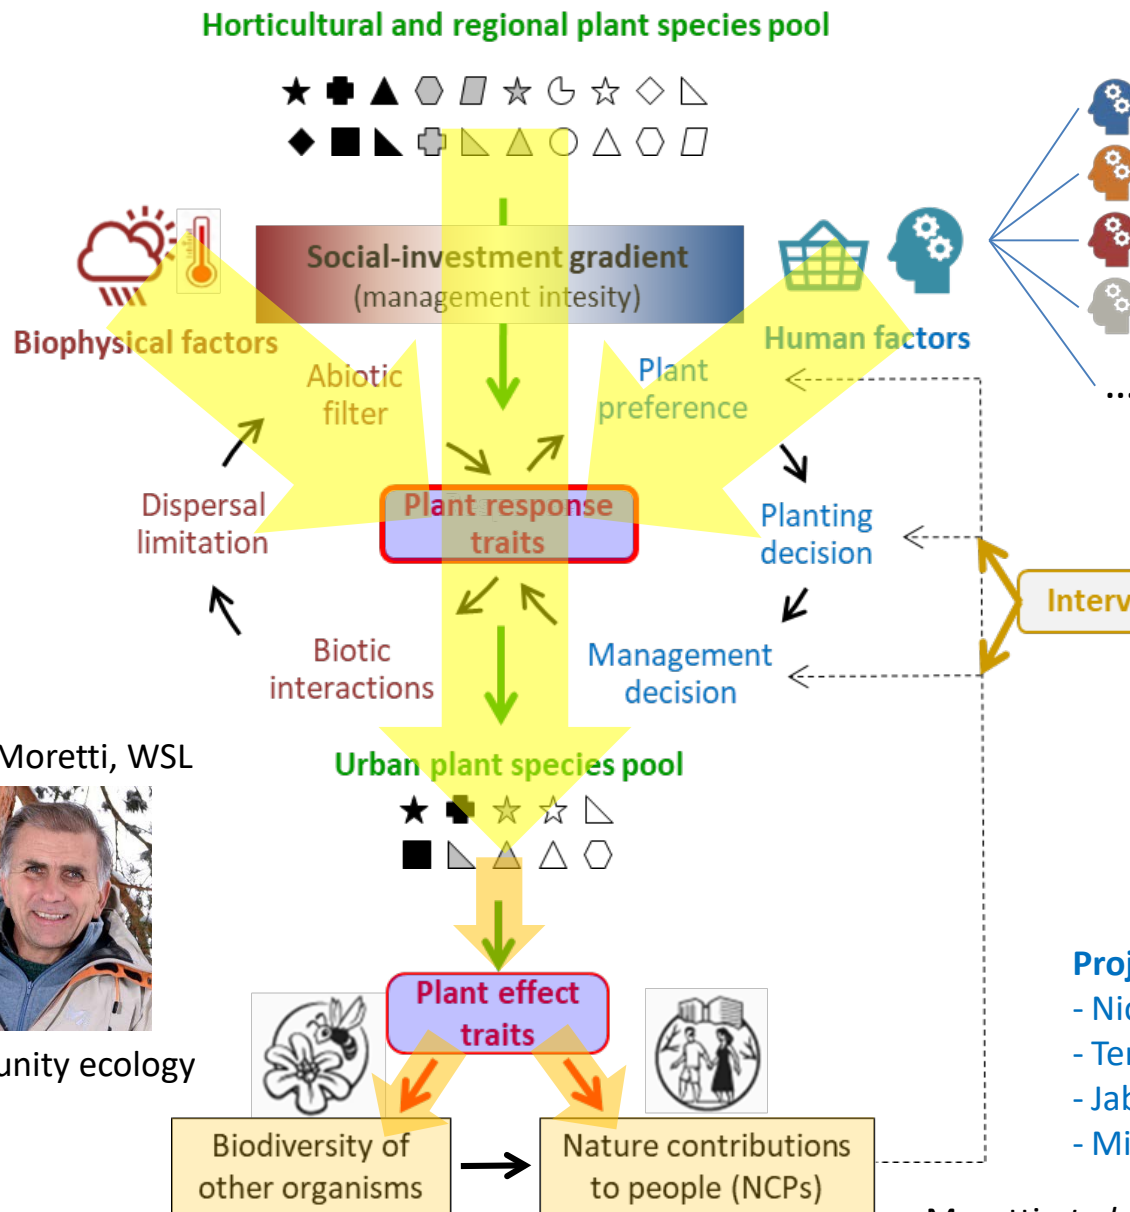 Horticultural and regional plant species pool
Social-investment gradient
(management intesity)
Biophysical factors
Human factors
Abiotic
filter
Plant
preference
...
Dispersal
limitation
Plant response
traits
Planting
decision
Interv
Biotic
interactions
Management
decision
Moretti, WSL
Urban plant species pool
unity ecology
Plant effect
traits
Proj
- Nic
- Ter
- Jab
- Mi
Biodiversity of
other organisms
Nature contributions
to people (NCPs)